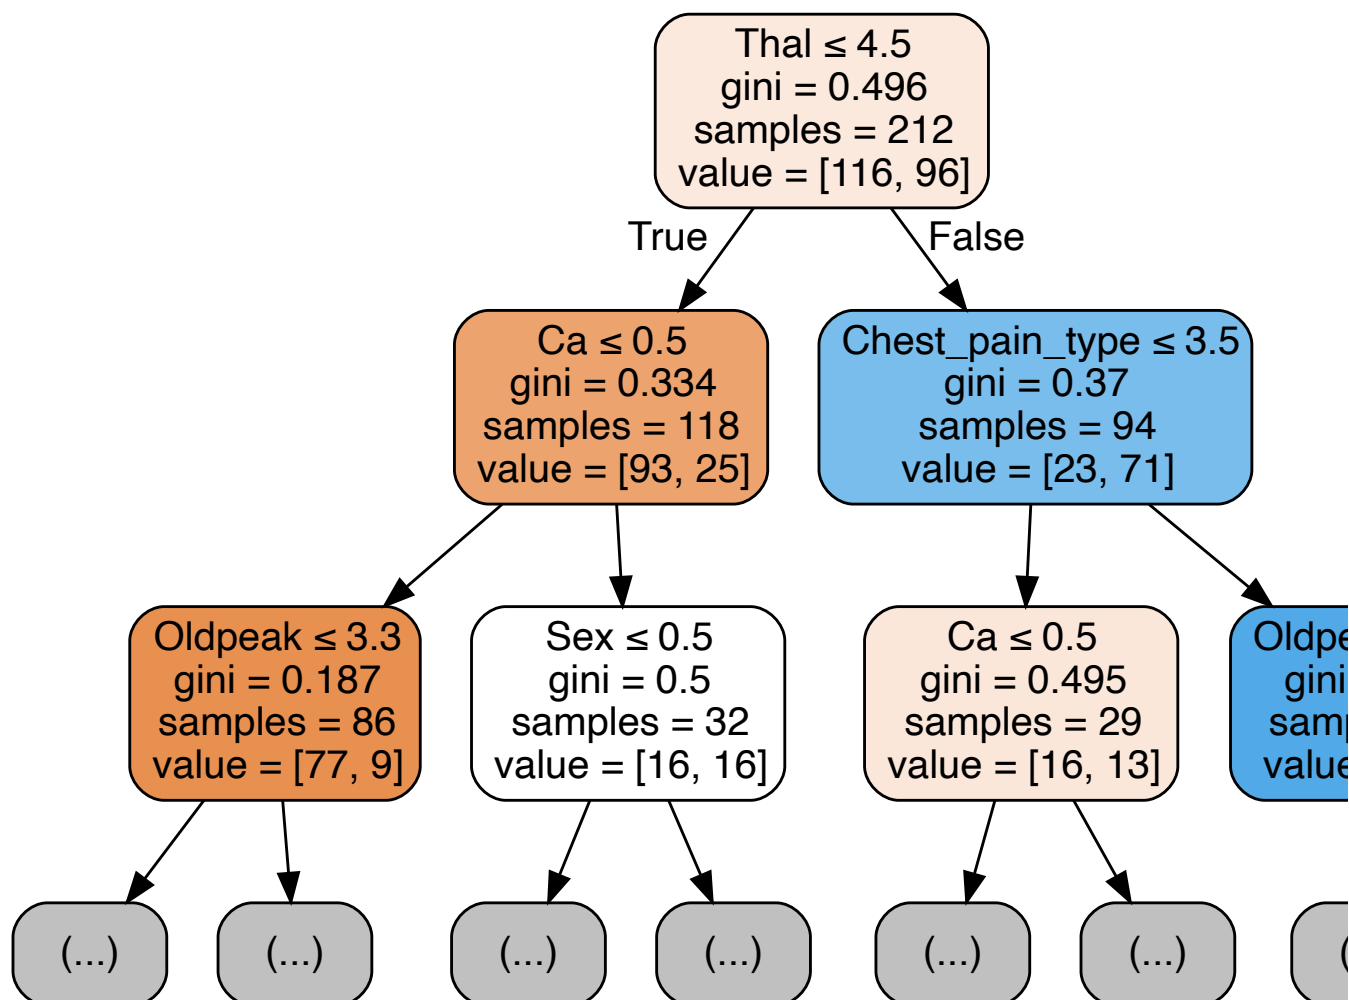 Thal ≤ 4.5
gini = 0.496
samples = 212
value = [116, 96]
True
False
Ca ≤ 0.5
gini = 0.334
samples = 118
value = [93, 25]
Chest_pain_type ≤ 3.5
gini = 0.37
samples = 94
value = [23, 71]
Oldpeak ≤ 3.3
gini = 0.187
samples = 86
value = [77, 9]
Sex ≤ 0.5
gini = 0.5
samples = 32
value = [16, 16]
Ca ≤ 0.5
gini = 0.495
samples = 29
value = [16, 13]
gini
(...)
(...)
(...)
(...)
(...)
(...)